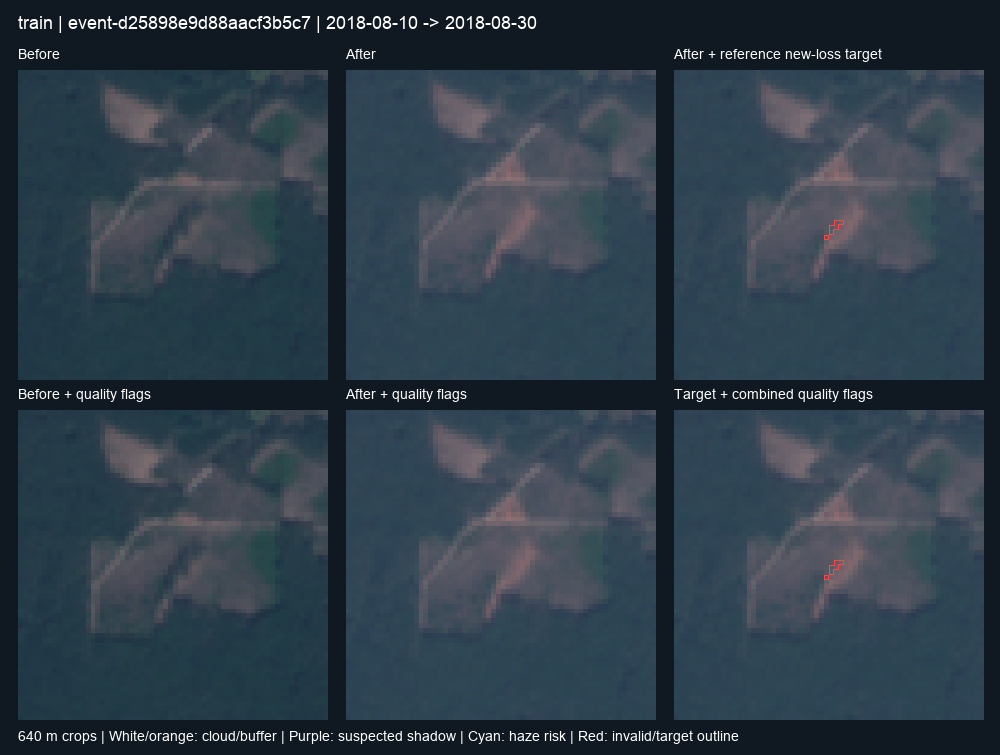 train | event-d25898e9d88aacf3b5c7 | 2018-08-10 -> 2018-08-30
Before
After
After + reference new-loss target
Before + quality flags
After + quality flags
Target + combined quality flags
640 m crops | White/orange: cloud/buffer | Purple: suspected shadow | Cyan: haze risk | Red: invalid/target outline